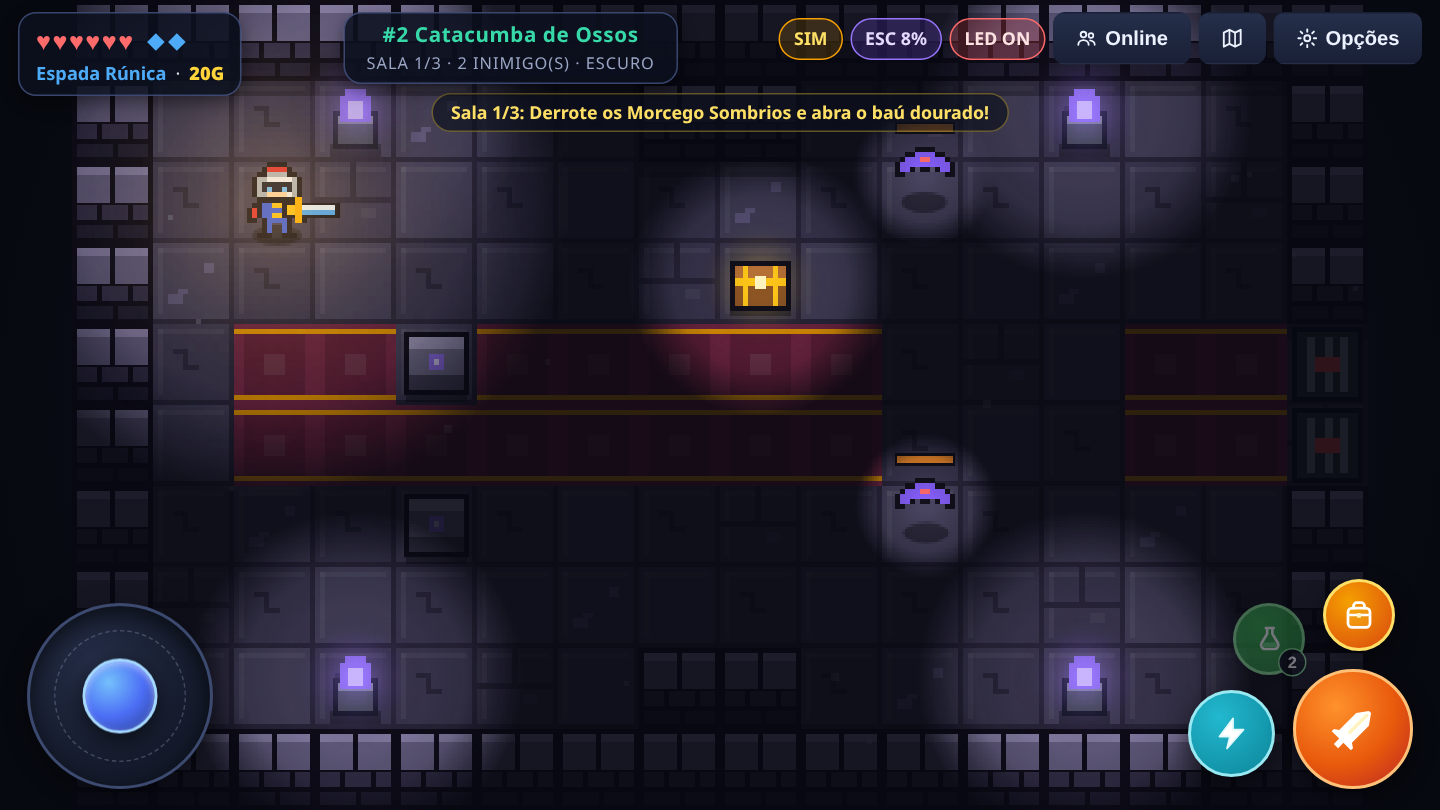 ♥♥♥♥♥♥ ◆◆
Espada Rúnica · 20G
#2 Catacumba de Ossos
SALA 1/3 · 2 INIMIGO(S) · ESCURO
SIM
ESC 8%
LED ON
Online
Opções
Sala 1/3: Derrote os Morcego Sombrios e abra o baú dourado!
2